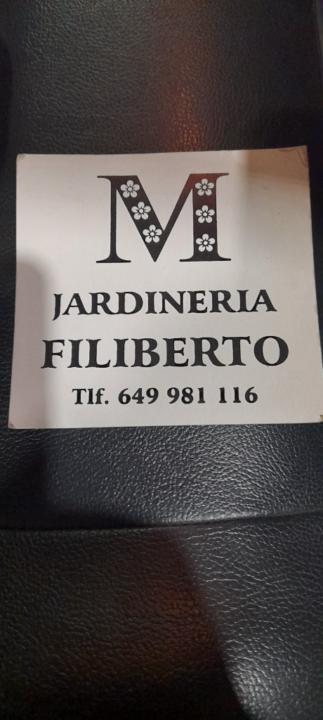 M
JARDINERIA
FILIBERTO
Tlf. 649 981 116